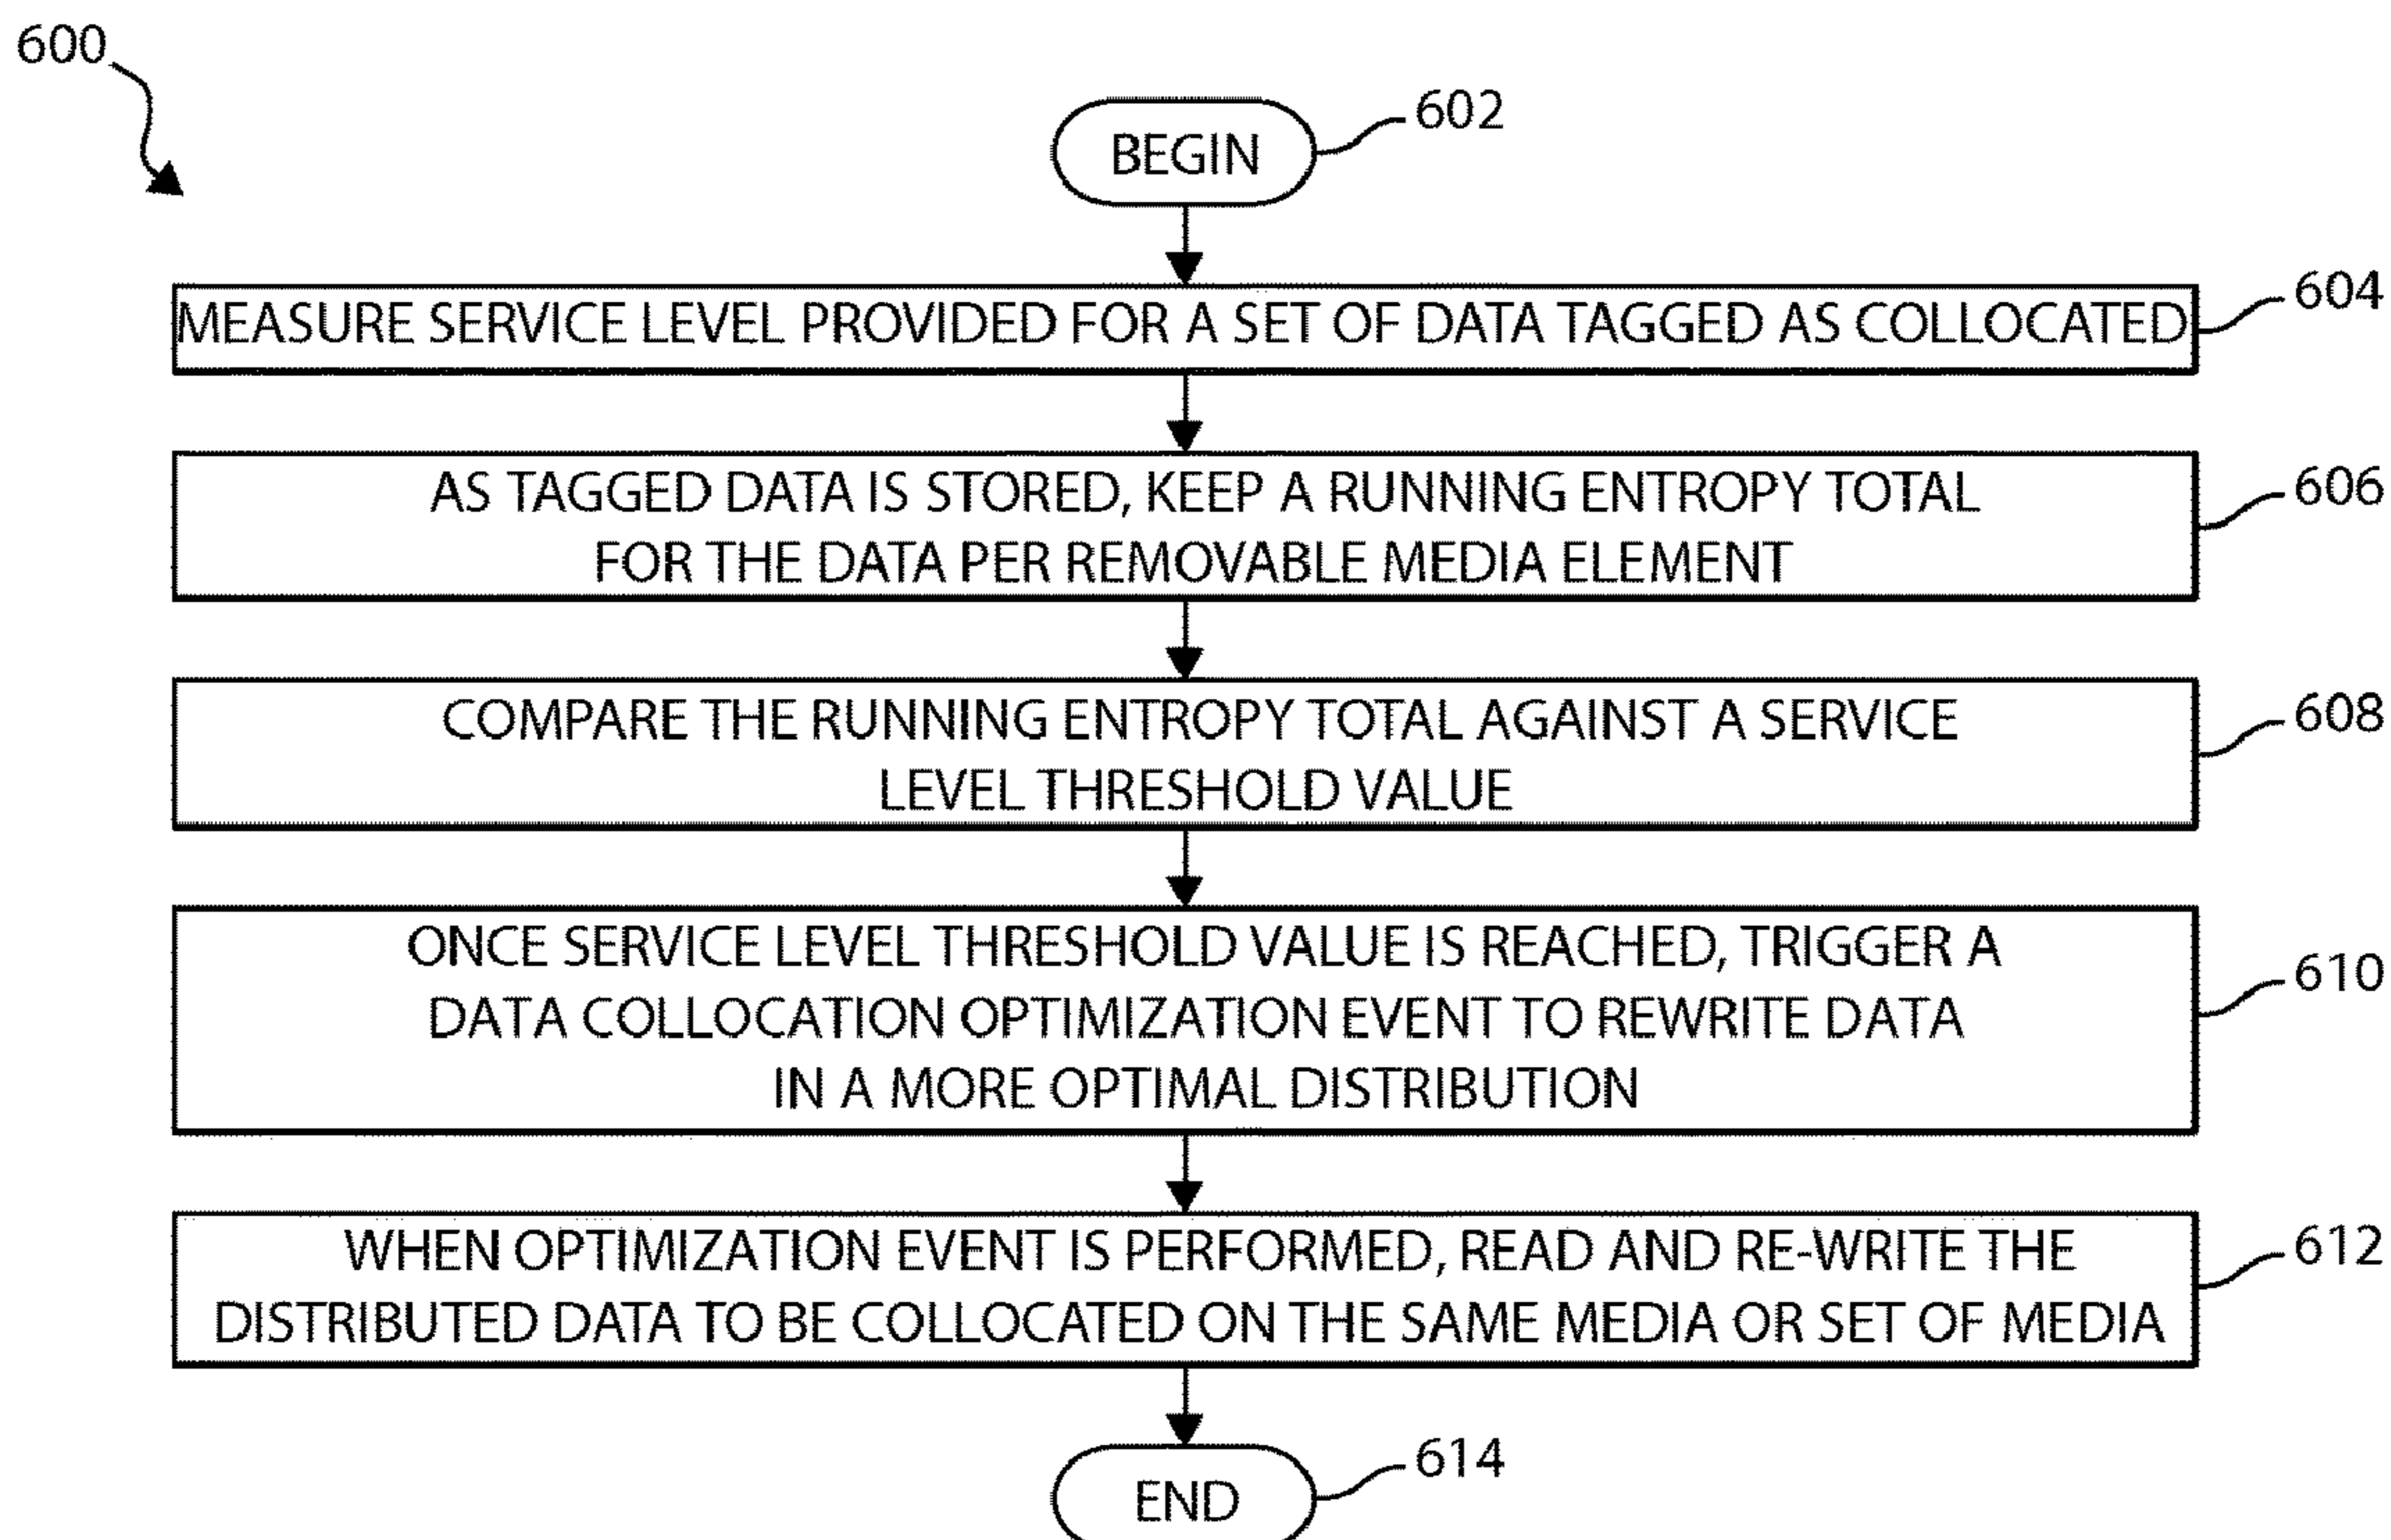 600
BEGIN
602
MEASURE SERVICE LEVEL PROVIDED FOR A SET OF DATA TAGGED AS COLLOCATED
604
AS TAGGED DATA IS STORED, KEEP A RUNNING ENTROPY TOTAL
FOR THE DATA PER REMOVABLE MEDIA ELEMENT
606
COMPARE THE RUNNING ENTROPY TOTAL AGAINST A SERVICE
LEVEL THRESHOLD VALUE
608
ONCE SERVICE LEVEL THRESHOLD VALUE IS REACHED, TRIGGER A
DATA COLLOCATION OPTIMIZATION EVENT TO REWRITE DATA
IN A MORE OPTIMAL DISTRIBUTION
610
WHEN OPTIMIZATION EVENT IS PERFORMED, READ AND RE-WRITE THE
DISTRIBUTED DATA TO BE COLLOCATED ON THE SAME MEDIA OR SET OF MEDIA
612
END
614